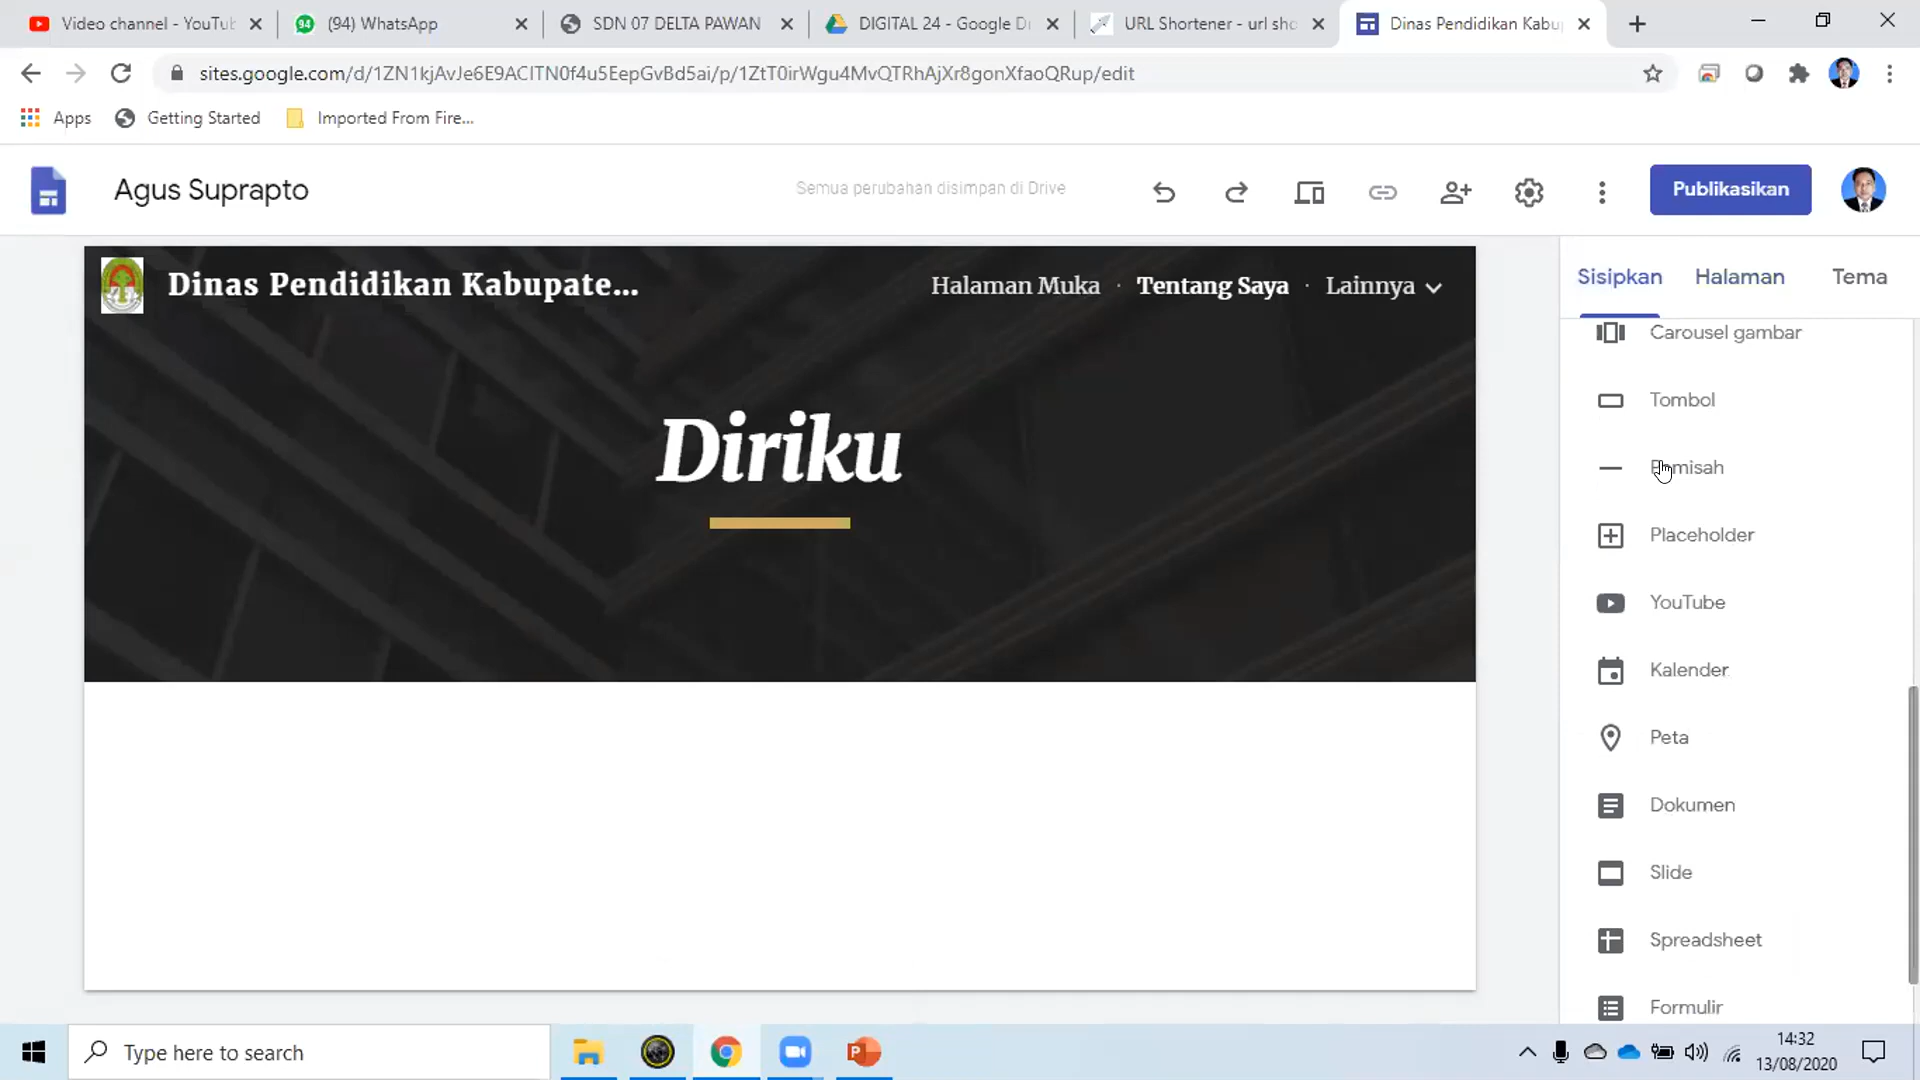 Video channel - YouTub
(94) WhatsApp
SDN 07 DELTA PAWAN
DIGITAL 24 - Google Dr
URL Shortener - url sho
Dinas Pendidikan Kabup
sites.google.com/d/1ZN1kjAvJe6E9ACITN0f4u5EepGvBd5ai/p/1ZtT0irWgu4MvQTRhAjXr8gonXfaoQRup/edit
Apps
Getting Started
Imported From Fire...
Agus Suprapto
Semua perubahan disimpan di Drive
Publikasikan
Dinas Pendidikan Kabupate...
Halaman Muka · Tentang Saya · Lainnya
Diriku
Sisipkan
Halaman
Tema
Carousel gambar
Tombol
Pemisah
Placeholder
YouTube
Kalender
Peta
Dokumen
Slide
Spreadsheet
Formulir
Type here to search
14:32
13/08/2020